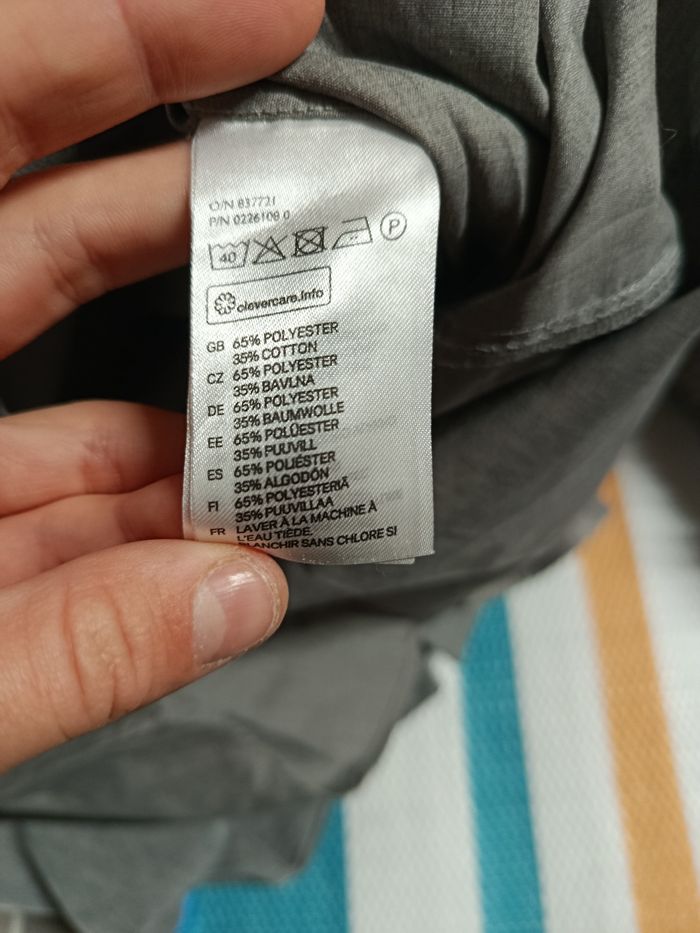 O/N 837721
P/N 0226108 0
40 P
clevercare.info
GB 65% POLYESTER
35% COTTON
CZ 65% POLYESTER
35% BAVLNA
DE 65% POLYESTER
35% BAUMWOLLE
EE 65% POLÜESTER
35% PUUVILL
ES 65% POLIÉSTER
35% ALGODÓN
FI 65% POLYESTERIÄ
35% PUUVILLAA
FR LAVER À LA MACHINE À
L'EAU TIÈDE.
BLANCHIR SANS CHLORE SI